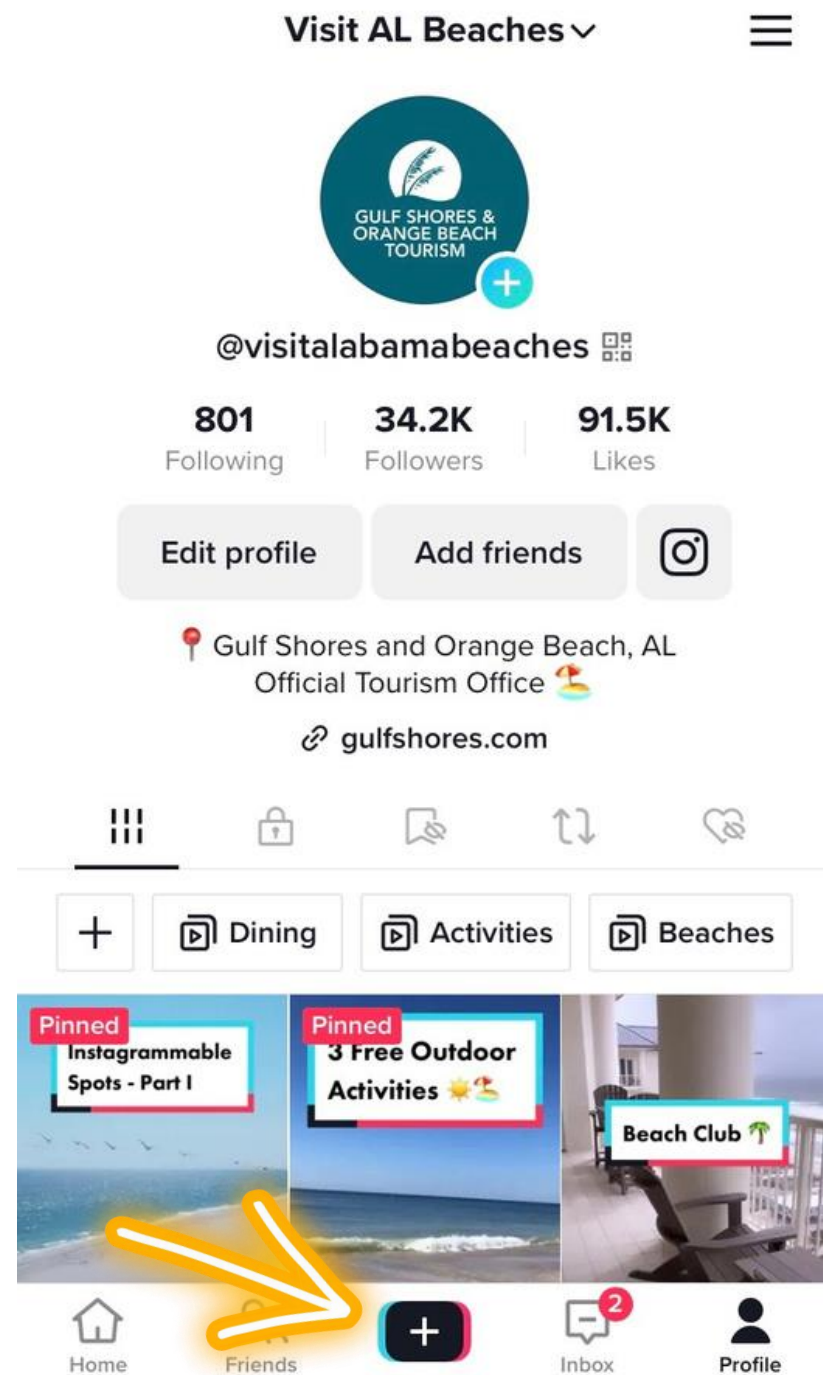 Visit AL Beaches
GULF SHORES &
ORANGE BEACH
TOURISM
@visitalabamabeaches
801 34.2K 91.5K
Following Followers Likes
Edit profile Add friends
📍 Gulf Shores and Orange Beach, AL
Official Tourism Office 🏖️
gulfshores.com
Dining Activities Beaches
Pinned
Instagrammable
Spots - Part I
Pinned
3 Free Outdoor
Activities ☀️🏖️
Beach Club 🌴
2
Home Friends Inbox Profile